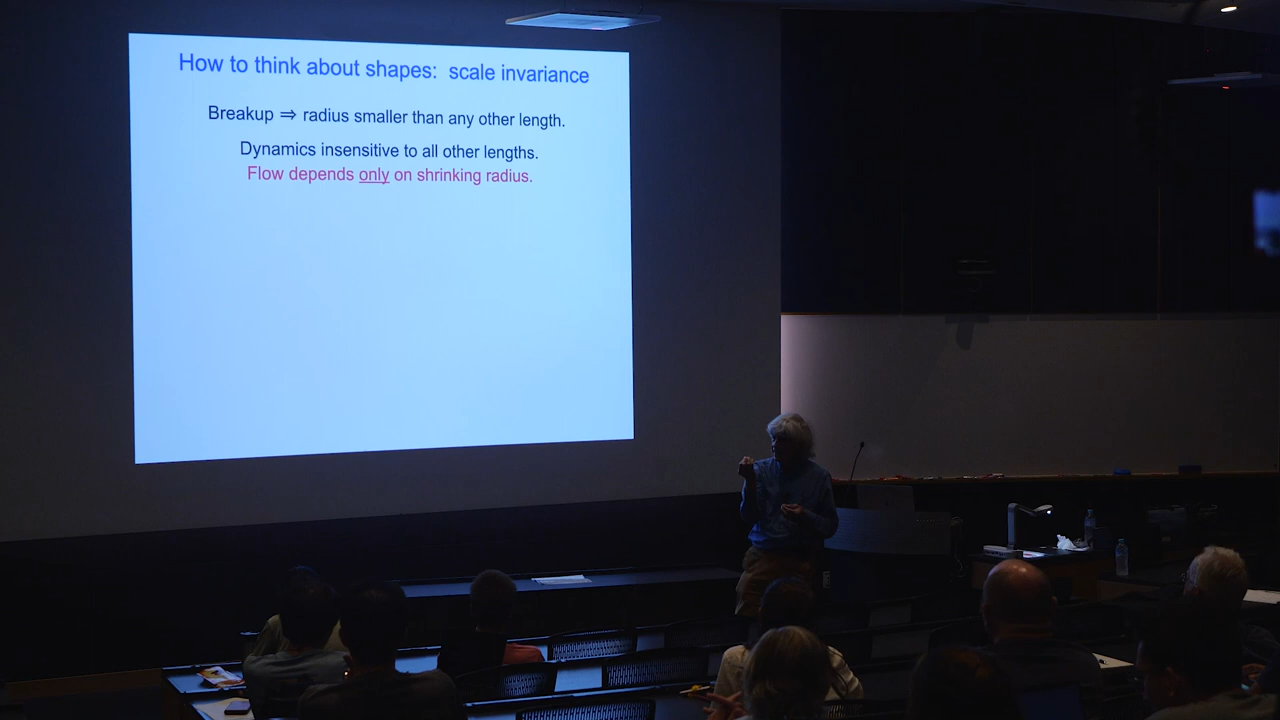 How to think about shapes: scale invariance
Breakup ⇒ radius smaller than any other length.
Dynamics insensitive to all other lengths.
Flow depends only on shrinking radius.